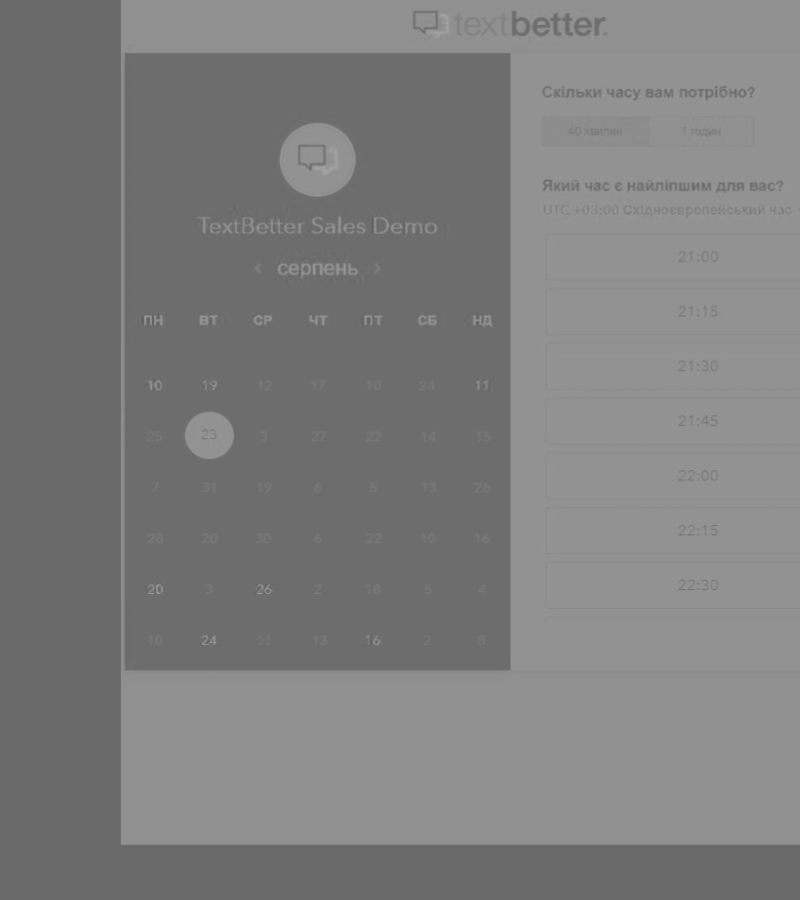 textbetter.
TextBetter Sales Demo
‹ серпень ›
ПН ВТ СР ЧТ ПТ СБ НД
10 19 12 17 10 24 11
25 23 3 27 22 14 15
7 31 19 6 5 13 26
20 30 6 22 10 16
20 3 26 2 18 5 4
10 24 11 13 16 2 8
Скільки часу вам потрібно?
40 хвилин 1 годин
Який час є найліпшим для вас?
UTC +03:00 Східноєвропейський час
21:00
21:15
21:30
21:45
22:00
22:15
22:30